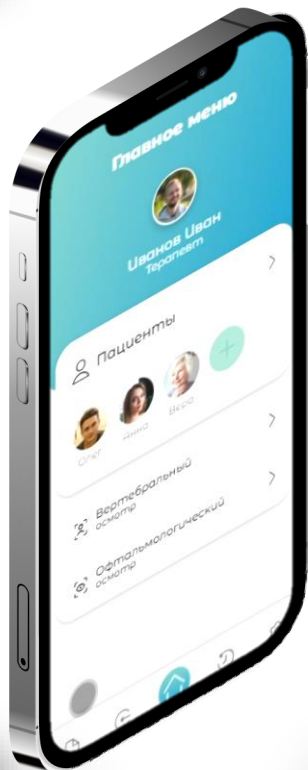 Главное меню
Иванов Иван
Терапевт
Пациенты
Олег
Анна
Вера
Вертебральный
осмотр
Офтальмологический
осмотр